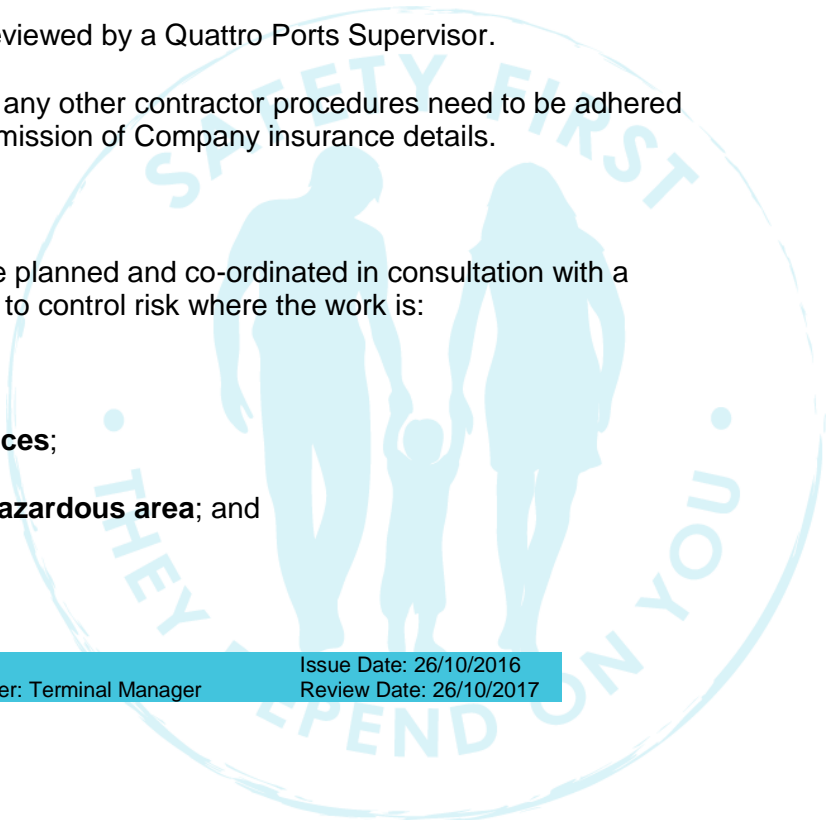 eviewed by a Quattro Ports Supervisor.
any other contractor procedures need to be adhered
mission of Company insurance details.
e planned and co-ordinated in consultation with a
to control risk where the work is:
ces;
azardous area; and
Issue Date: 26/10/2016
er: Terminal Manager Review Date: 26/10/2017
SAFETY FIRST
THEY DEPEND ON YOU